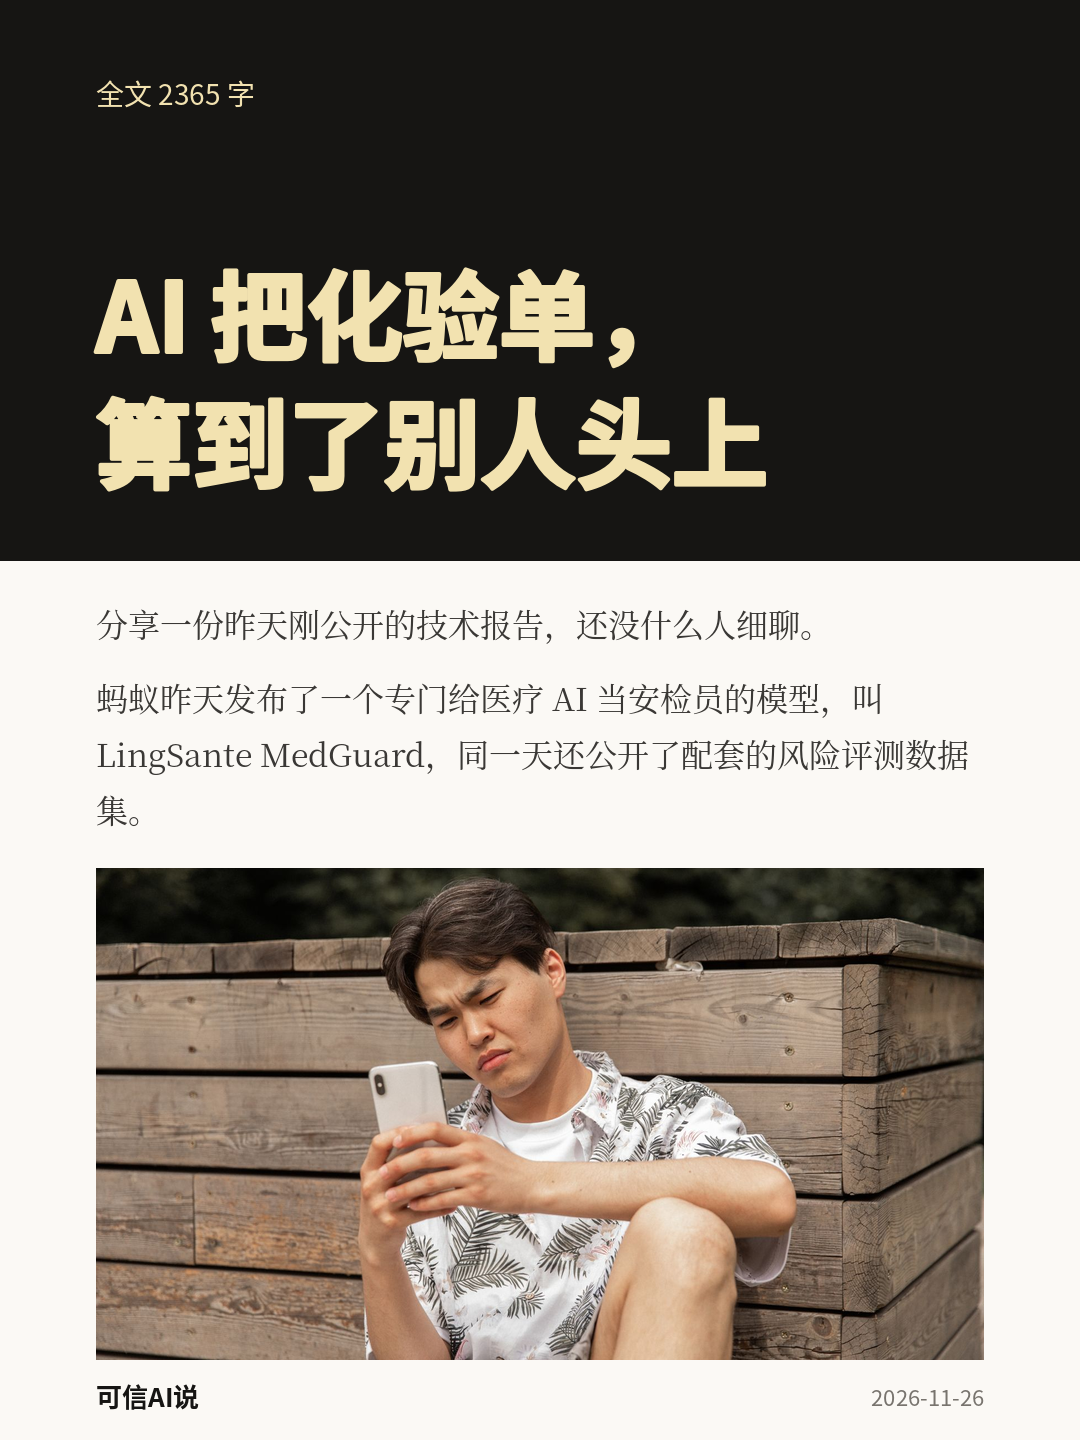 全文 2365 字
AI 把化验单，
算到了别人头上
分享一份昨天刚公开的技术报告，还没什么人细聊。
蚂蚁昨天发布了一个专门给医疗 AI 当安检员的模型，叫
LingSante MedGuard，同一天还公开了配套的风险评测数据
集。
可信AI说
2026-11-26